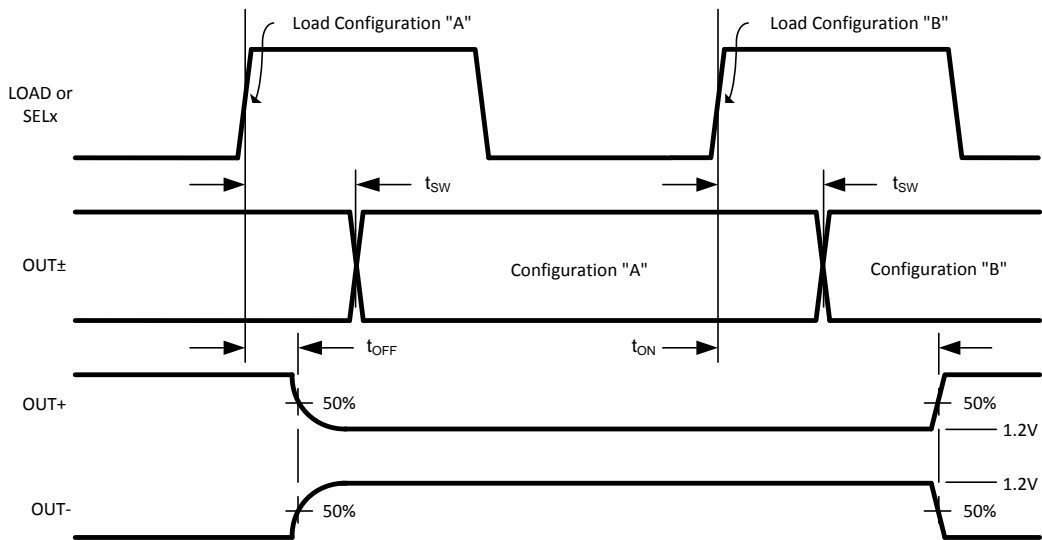 Load Configuration "A"
Load Configuration "B"
LOAD or
SELx
tSW
tSW
OUT±
Configuration "A"
Configuration "B"
tOFF
tON
OUT+
50%
50%
1.2V
1.2V
OUT-
50%
50%